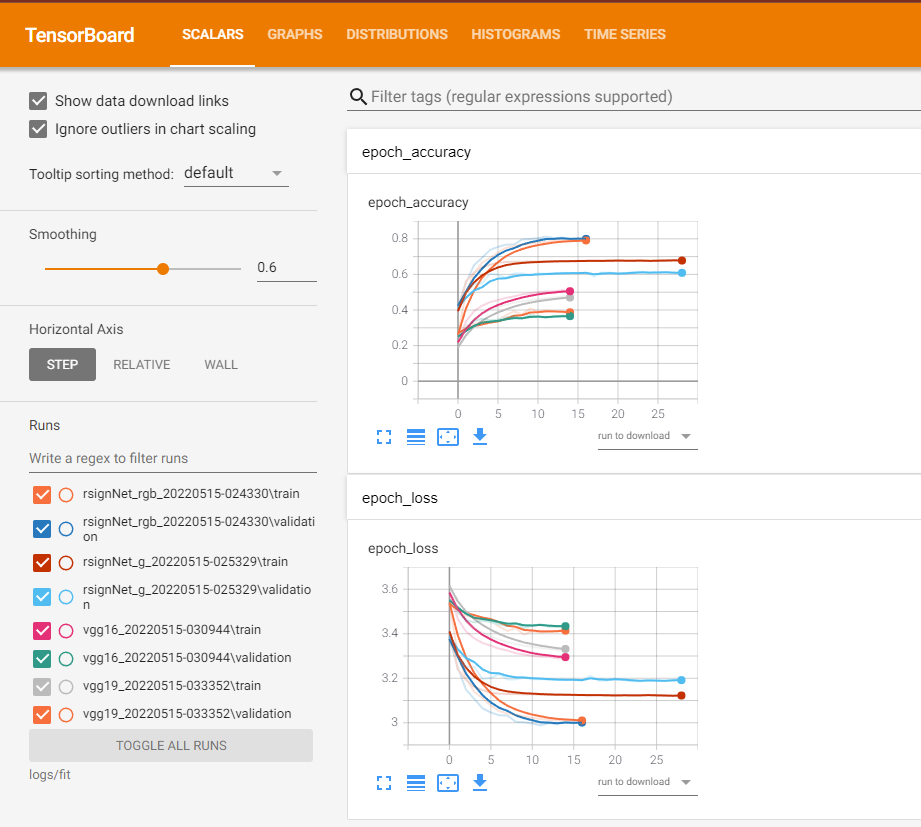 TensorBoard SCALARS GRAPHS DISTRIBUTIONS HISTOGRAMS TIME SERIES
Show data download links
Ignore outliers in chart scaling
Tooltip sorting method: default
Smoothing
0.6
Horizontal Axis
STEP RELATIVE WALL
Runs
Write a regex to filter runs
rsignNet_rgb_20220515-024330\train
rsignNet_rgb_20220515-024330\validati
on
rsignNet_g_20220515-025329\train
rsignNet_g_20220515-025329\validatio
n
vgg16_20220515-030944\train
vgg16_20220515-030944\validation
vgg19_20220515-033352\train
vgg19_20220515-033352\validation
TOGGLE ALL RUNS
logs/fit
Filter tags (regular expressions supported)
epoch_accuracy
epoch_accuracy
0.8
0.6
0.4
0.2
0
0 5 10 15 20 25
run to download
epoch_loss
epoch_loss
3.6
3.4
3.2
3
0 5 10 15 20 25
run to download